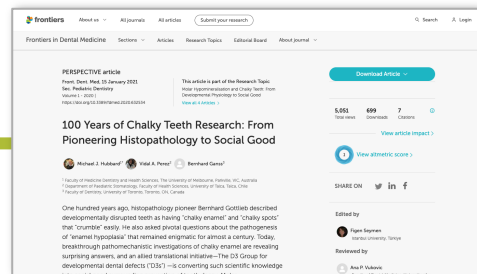 frontiers
About us
All journals
All articles
Submit your research
Search
Login
Frontiers in Dental Medicine
Sections
Articles
Research Topics
Editorial Board
About journal
PERSPECTIVE article
Front. Dent. Med, 15 January 2021
Sec. Pediatric Dentistry
Volume 1 - 2020 |
This article is part of the Research Topic
Molar Hypomineralisation and Chalky Teeth: From
Developmental Physiology to Social Good
View all 4 Articles >
100 Years of Chalky Teeth Research: From
Pioneering Histopathology to Social Good
Michael J. Hubbard
Vidal A. Perez
Bernhard Ganss
One hundred years ago, histopathology pioneer Bernhard Gottlieb described
developmentally disrupted teeth as having "chalky enamel" and "chalky spots"
that "crumble" easily. He also asked pivotal questions about the pathogenesis
of "enamel hypoplasia" that remained enigmatic for almost a century. Today,
breakthrough pathomechanistic investigations of chalky enamel are revealing
surprising answers, and an allied translational initiative—The D3 Group for
developmental dental defects ("D3s") —is converting such scientific knowledge
Download Article
5,051
Total views
699
Downloads
7
Citations
View article impact >
View altmetric score >
SHARE ON
Edited by
Figen Seymen
Istanbul University, Türkiye
Reviewed by
Ana P. Vukovic